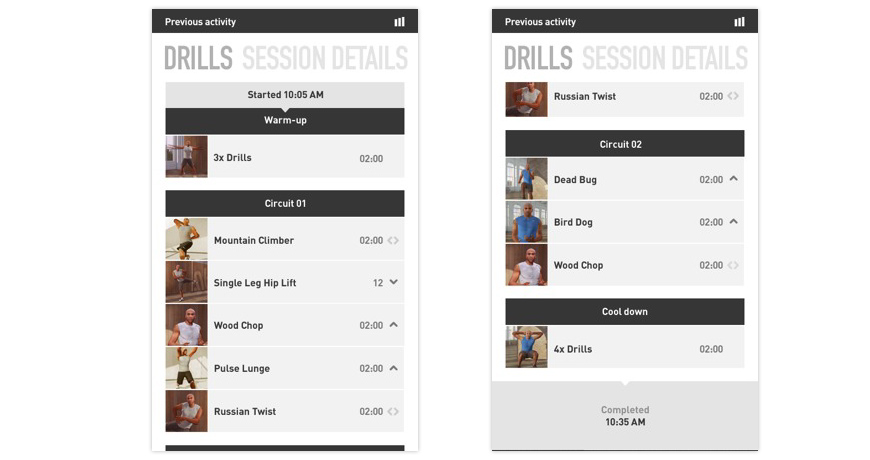 Previous activity
DRILLS SESSION DETAILS
Started 10:05 AM
Warm-up
3x Drills 02:00
Circuit 01
Mountain Climber 02:00
Single Leg Hip Lift 12
Wood Chop 02:00
Pulse Lunge 02:00
Russian Twist 02:00
Previous activity
DRILLS SESSION DETAILS
Russian Twist 02:00
Circuit 02
Dead Bug 02:00
Bird Dog 02:00
Wood Chop 02:00
Cool down
4x Drills 02:00
Completed
10:35 AM